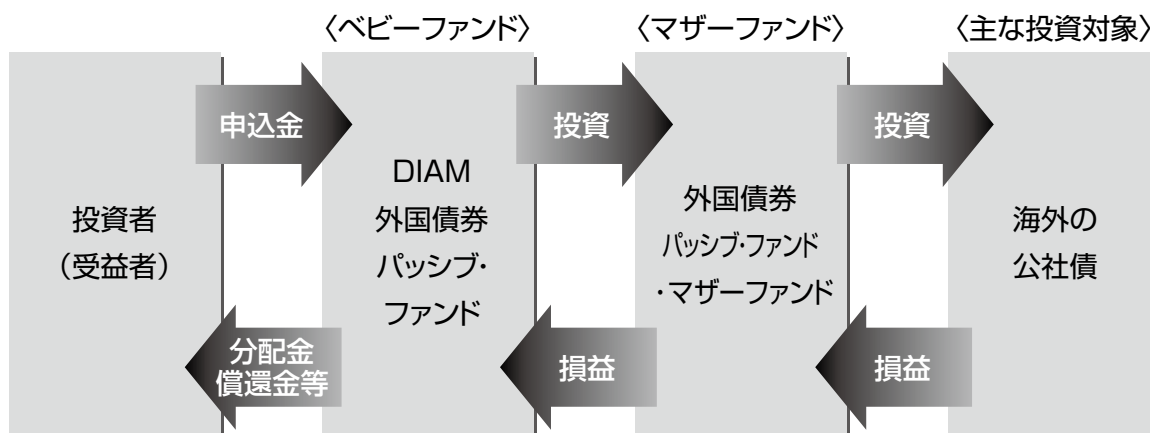 〈ベビーファンド〉
〈マザーファンド〉
〈主な投資対象〉
申込金
投資
投資
投資者
（受益者）
DIAM
外国債券
パッシブ・
ファンド
外国債券
パッシブ・ファンド
・マザーファンド
海外の
公社債
分配金
償還金等
損益
損益